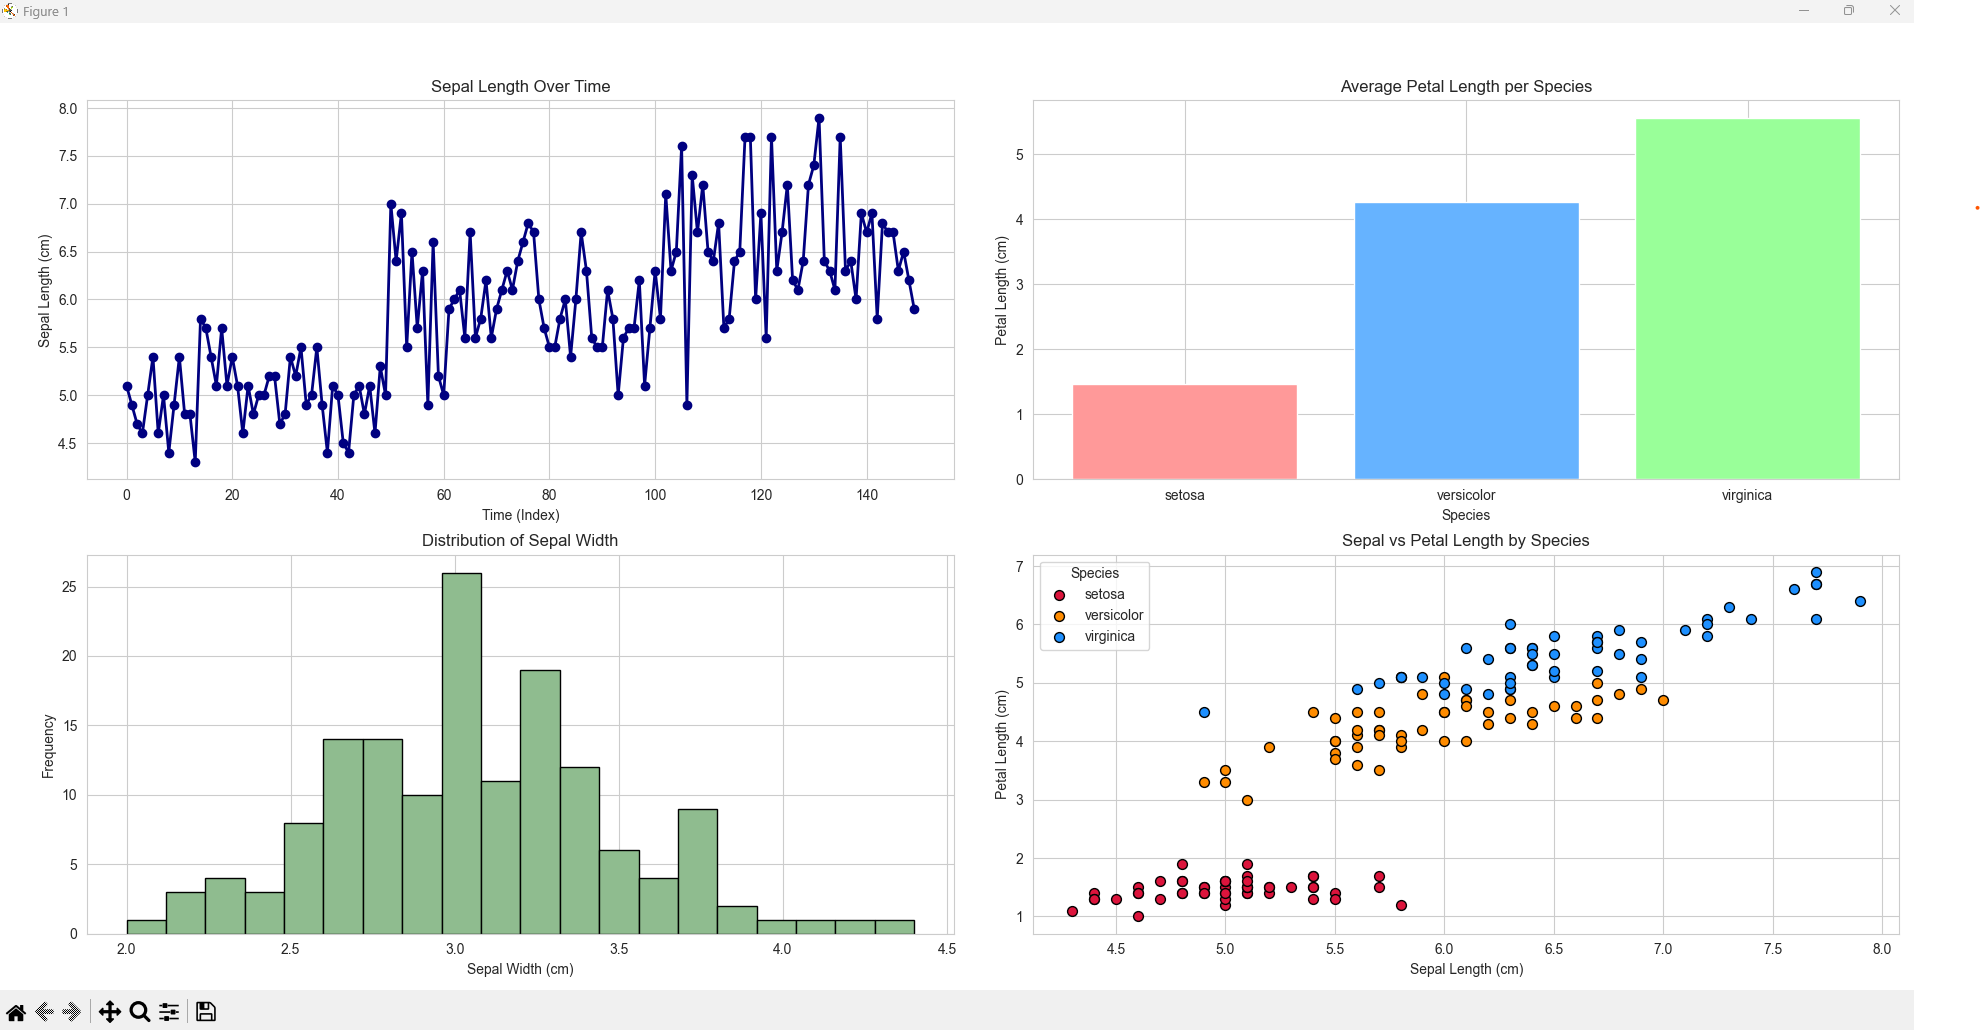 Figure 1
Sepal Length Over Time
8.0
7.5
7.0
6.5
6.0
5.5
5.0
4.5
Sepal Length (cm)
0 20 40 60 80 100 120 140
Time (Index)
Average Petal Length per Species
5
4
3
2
1
0
Petal Length (cm)
setosa versicolor virginica
Species
Distribution of Sepal Width
25
20
15
10
5
0
Frequency
2.0 2.5 3.0 3.5 4.0 4.5
Sepal Width (cm)
Sepal vs Petal Length by Species
7
6
5
4
3
2
1
Petal Length (cm)
Species
setosa
versicolor
virginica
4.5 5.0 5.5 6.0 6.5 7.0 7.5 8.0
Sepal Length (cm)